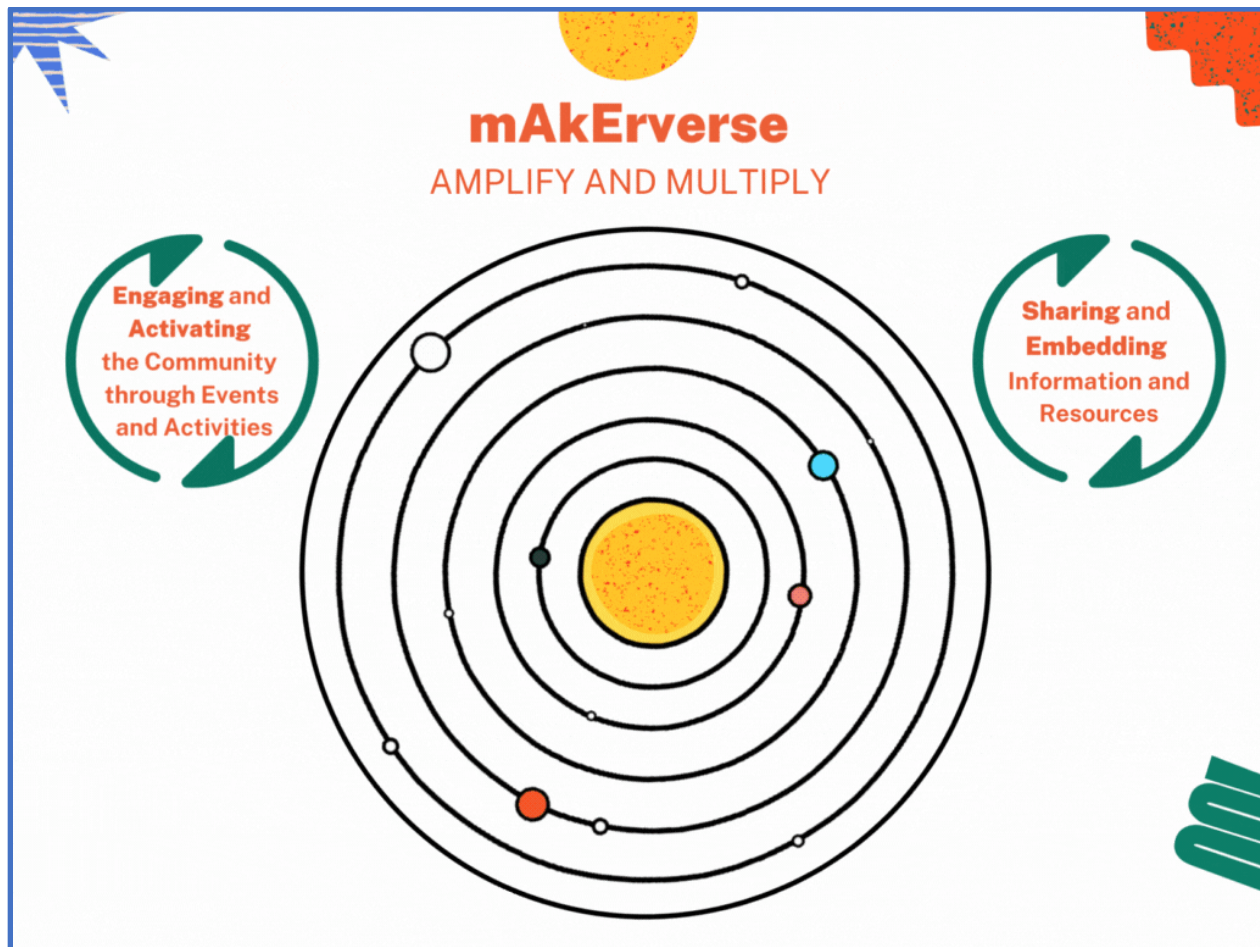 mAkErverse
AMPLIFY AND MULTIPLY
Engaging and
Activating
the Community
through Events
and Activities
Sharing and
Embedding
Information and
Resources